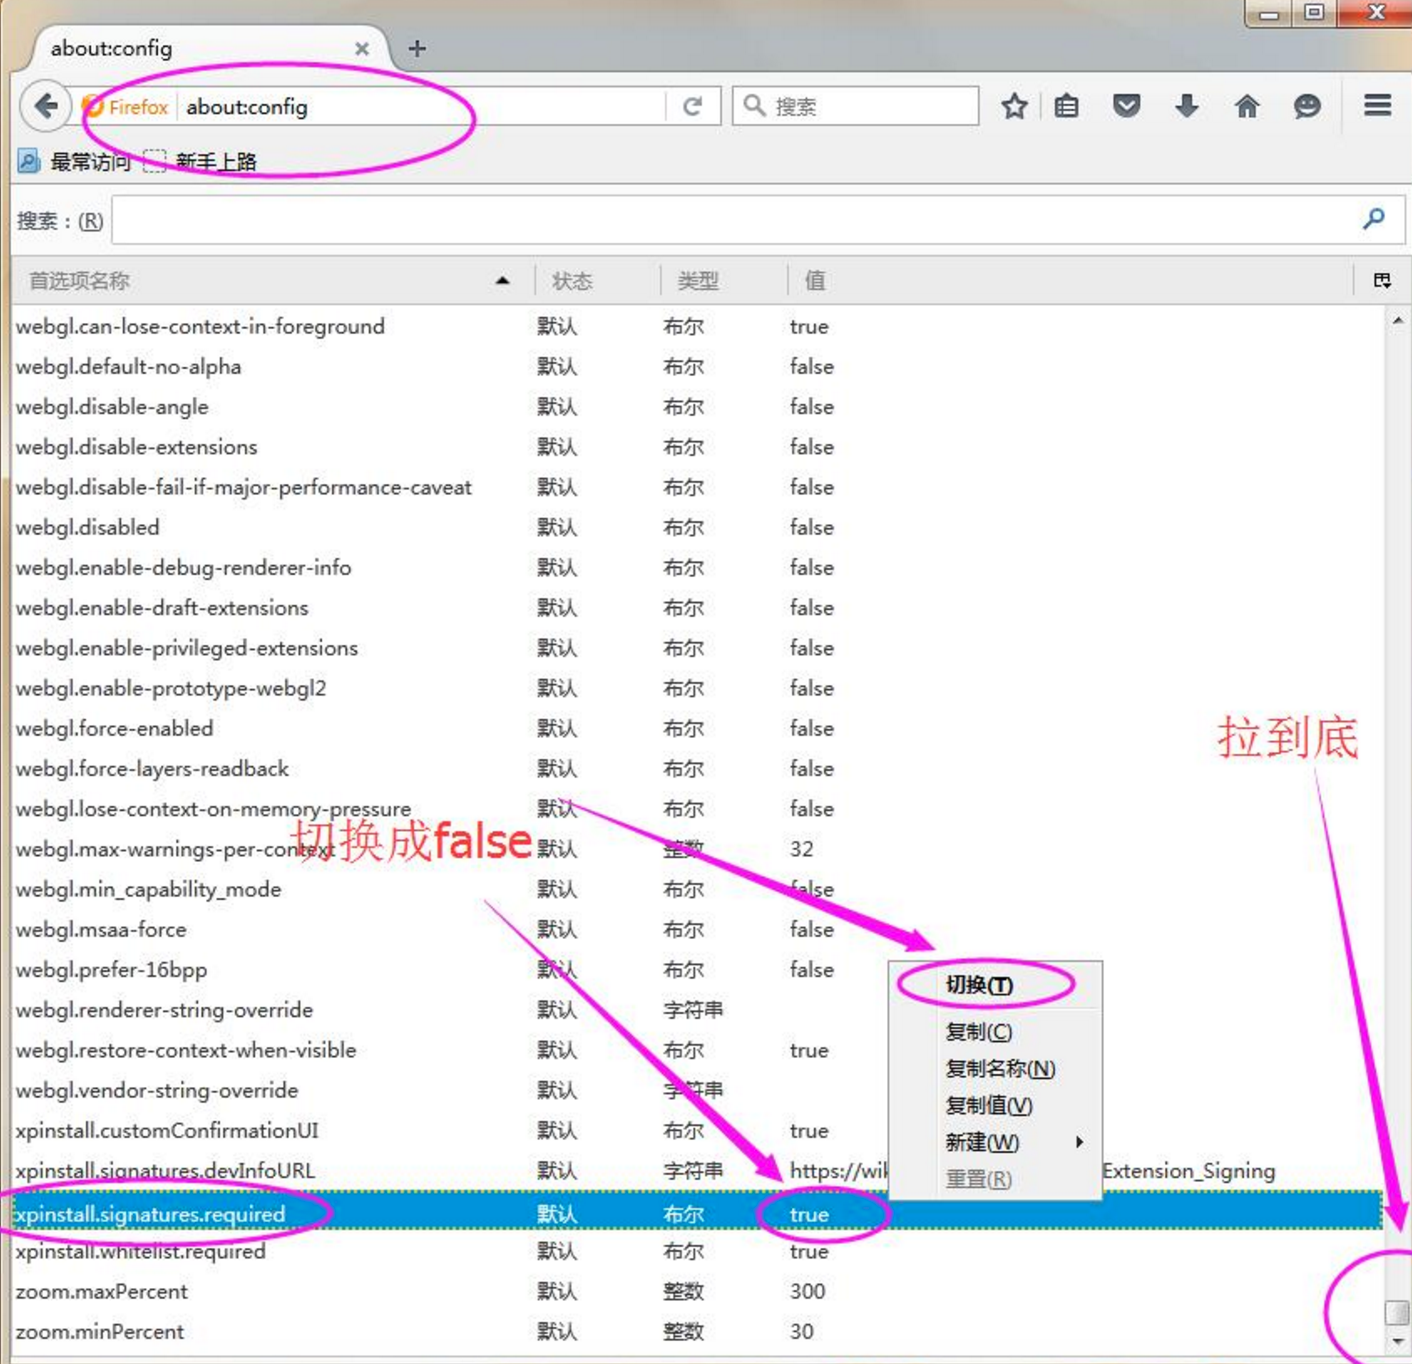 about:config
Firefox about:config 搜索
最常访问 新手上路
搜索：(R)
首选项名称 状态 类型 值
webgl.can-lose-context-in-foreground 默认 布尔 true
webgl.default-no-alpha 默认 布尔 false
webgl.disable-angle 默认 布尔 false
webgl.disable-extensions 默认 布尔 false
webgl.disable-fail-if-major-performance-caveat 默认 布尔 false
webgl.disabled 默认 布尔 false
webgl.enable-debug-renderer-info 默认 布尔 false
webgl.enable-draft-extensions 默认 布尔 false
webgl.enable-privileged-extensions 默认 布尔 false
webgl.enable-prototype-webgl2 默认 布尔 false
webgl.force-enabled 默认 布尔 false
拉到底
webgl.force-layers-readback 默认 布尔 false
webgl.lose-context-on-memory-pressure 默认 布尔 false
切换成false
webgl.max-warnings-per-context 默认 整数 32
webgl.min_capability_mode 默认 布尔 false
webgl.msaa-force 默认 布尔 false
webgl.prefer-16bpp 默认 布尔 false
webgl.renderer-string-override 默认 字符串
webgl.restore-context-when-visible 默认 布尔 true
webgl.vendor-string-override 默认 字符串
xpinstall.customConfirmationUI 默认 布尔 true
xpinstall.signatures.devInfoURL 默认 字符串 https://wi Extension_Signing
xpinstall.signatures.required 默认 布尔 true
xpinstall.whitelist.required 默认 布尔 true
zoom.maxPercent 默认 整数 300
zoom.minPercent 默认 整数 30
切换(T)
复制(C)
复制名称(N)
复制值(V)
新建(W)
重置(R)